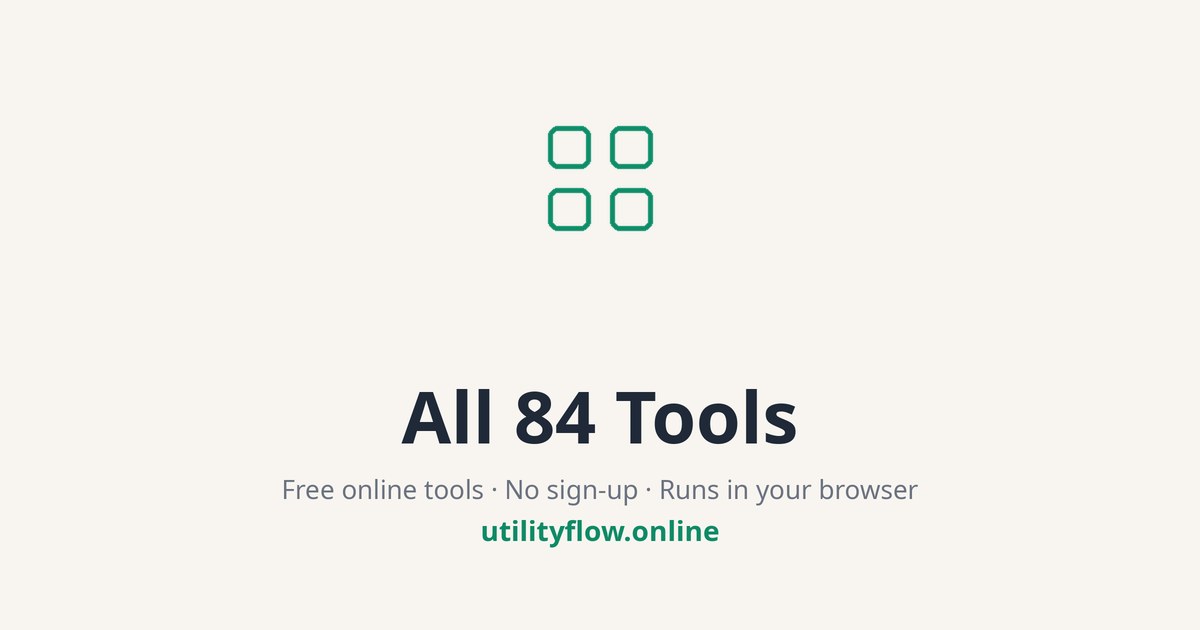 All 84 Tools
Free online tools · No sign-up · Runs in your browser
utilityflow.online